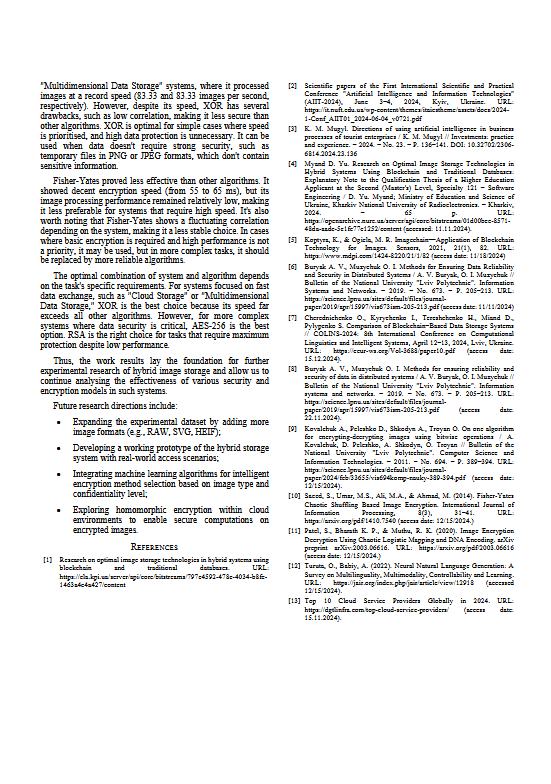 "Multidimensional Data Storage" systems, where it processed
images at a record speed (83.33 and 83.33 images per second,
respectively). However, despite its speed, XOR has several
drawbacks, such as low correlation, making it less secure than
other algorithms. XOR is optimal for simple cases where speed
is prioritised, and high data protection is unnecessary. It can be
used when data doesn't require strong security, such as
temporary files in PNG or JPEG formats, which don't contain
sensitive information.
Fisher-Yates proved less effective than other algorithms. It
showed decent encryption speed (from 55 to 65 ms), but its
image processing performance remained relatively low, making
it less preferable for systems that require high speed. It's also
worth noting that Fisher-Yates showed a fluctuating correlation
depending on the system, making it a less stable choice. In cases
where basic encryption is required and high performance is not
a priority, it may be used, but in more complex tasks, it should
be replaced by more reliable algorithms.
The optimal combination of system and algorithm depends
on the task's specific requirements. For systems focused on fast
data exchange, such as "Cloud Storage" or "Multidimensional
Data Storage," XOR is the best choice because its speed far
exceeds all other algorithms. However, for more complex
systems where data security is critical, AES-256 is the best
option. RSA is the right choice for tasks that require maximum
protection despite low performance.
Thus, the work results lay the foundation for further
experimental research of hybrid image storage and allow us to
continue analysing the effectiveness of various security and
encryption models in such systems.
Future research directions include:
• Expanding the experimental dataset by adding more
image formats (e.g., RAW, SVG, HEIF);
• Developing a working prototype of the hybrid storage
system with real-world access scenarios;
• Integrating machine learning algorithms for intelligent
encryption method selection based on image type and
confidentiality level;
• Exploring homomorphic encryption within cloud
environments to enable secure computations on
encrypted images.
REFERENCES
[1] Research on optimal image storage technologies in hybrid systems using
blockchain and traditional databases. URL:
https://ela.kpi.ua/server/api/core/bitstreams/797c4592-478c-4034-b8fc-
1463a4c4a427/content
[2] Scientific papers of the First International Scientific and Practical
Conference "Artificial Intelligence and Information Technologies"
(AIIT-2024), June 3–4, 2024, Kyiv, Ukraine. URL:
https://it.nuft.edu.ua/wp-content/themes/itsitestheme/assets/docs/2024-
1-Conf_AIIT01_2024-06-04_v0721.pdf
[3] K. M. Mugyl. Directions of using artificial intelligence in business
processes of tourist enterprises / K. M. Mugyl // Investments: practice and
experience. – 2024. – No. 23. – P. 136–141. DOI: 10.32702/2306-
6814.2024.23.136
[4] Myand D. Yu. Research on Optimal Image Storage Technologies in
Hybrid Systems Using Blockchain and Traditional Databases:
Explanatory Note to the Qualification Thesis of a Higher Education
Applicant at the Second (Master's) Level, Specialty 121 – Software
Engineering / D. Yu. Myand; Ministry of Education and Science of
Ukraine, Kharkiv National University of Radioelectronics. – Kharkiv,
2024. – 65 p. URL:
https://openarchive.nure.ua/server/api/core/bitstreams/01d00bee-8571-
48da-aade-5c1fc77c1252/content (accessed: 11.11.2024).
[5] Koptyra, K., & Ogiela, M. R. Imagechain—Application of Blockchain
Technology for Images. Sensors, 2021, 21(1), 82. URL:
https://www.mdpi.com/1424-8220/21/1/82 (access date: 11/18/2024)
[6] Buryak A. V., Muzychuk O. I. Methods for Ensuring Data Reliability
and Security in Distributed Systems / A. V. Buryak, O. I. Muzychuk //
Bulletin of the National University "Lviv Polytechnic". Information
Systems and Networks. – 2019. – No. 673. – P. 205–213. URL:
https://science.lpnu.ua/sites/default/files/journal-
paper/2019/apr/15997/vis673ism-205-213.pdf (access date: 11/11/2024)
[7] Cherednichenko O., Kyrychenko I., Tereshchenko H., Miand D.,
Pylygenko S. Comparison of Blockchain-Based Data Storage Systems
// COLINS-2024: 8th International Conference on Computational
Linguistics and Intelligent Systems, April 12–13, 2024, Lviv, Ukraine.
URL: https://ceur-ws.org/Vol-3688/paper10.pdf (access date:
15.12.2024).
[8] Buryak A. V., Muzychuk O. I. Methods for ensuring reliability and
security of data in distributed systems / A. V. Buryak, O. I. Muzychuk //
Bulletin of the National University "Lviv Polytechnic". Information
systems and networks. – 2019. – No. 673. – P. 205–213. URL:
https://science.lpnu.ua/sites/default/files/journal-
paper/2019/apr/15997/vis673ism-205-213.pdf (access date:
22.11.2024).
[9] Kovalchuk A., Peleshko D., Shkodyn A., Troyan O. On one algorithm
for encrypting-decrypting images using bitwise operations / A.
Kovalchuk, D. Peleshko, A. Shkodyn, O. Troyan // Bulletin of the
National University "Lviv Polytechnic". Computer Science and
Information Technologies. – 2011. – No. 694. – P. 389–394. URL:
https://science.lpnu.ua/sites/default/files/journal-
paper/2024/feb/33655/vis694komp-nauky-389-394.pdf (access date:
12/15/2024).
[10] Saeed, S., Umar, M.S., Ali, M.A., & Ahmad, M. (2014). Fisher-Yates
Chaotic Shuffling Based Image Encryption. International Journal of
Information Processing, 8(3), 31–41. URL:
https://arxiv.org/pdf/1410.7540 (access date: 12/15/2024.)
[11] Patel, S., Bharath K. P., & Muthu, R. K. (2020). Image Encryption
Decryption Using Chaotic Logistic Mapping and DNA Encoding. arXiv
preprint arXiv:2003.06616. URL: https://arxiv.org/pdf/2003.06616
(access date: 12/15/2024.)
[12] Turuta, O., Babiy, A. (2022). Neural Natural Language Generation: A
Survey on Multilinguality, Multimodality, Controllability and Learning.
URL: https://jair.org/index.php/jair/article/view/12918 (accessed
12/15/2024).
[13] Top 10 Cloud Service Providers Globally in 2024. URL:
https://dgtlinfra.com/top-cloud-service-providers/ (access date:
15.11.2024).